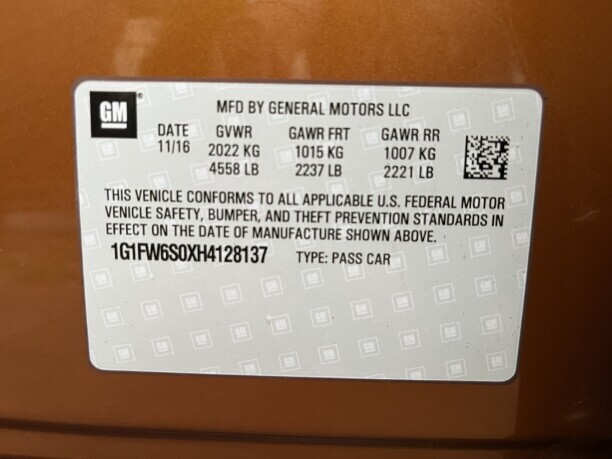 GM®
MFD BY GENERAL MOTORS LLC
DATE GVWR GAWR FRT GAWR RR
11/16 2022 KG 1015 KG 1007 KG
4558 LB 2237 LB 2221 LB
THIS VEHICLE CONFORMS TO ALL APPLICABLE U.S. FEDERAL MOTOR
VEHICLE SAFETY, BUMPER, AND THEFT PREVENTION STANDARDS IN
EFFECT ON THE DATE OF MANUFACTURE SHOWN ABOVE.
1G1FW6S0XH4128137 TYPE: PASS CAR